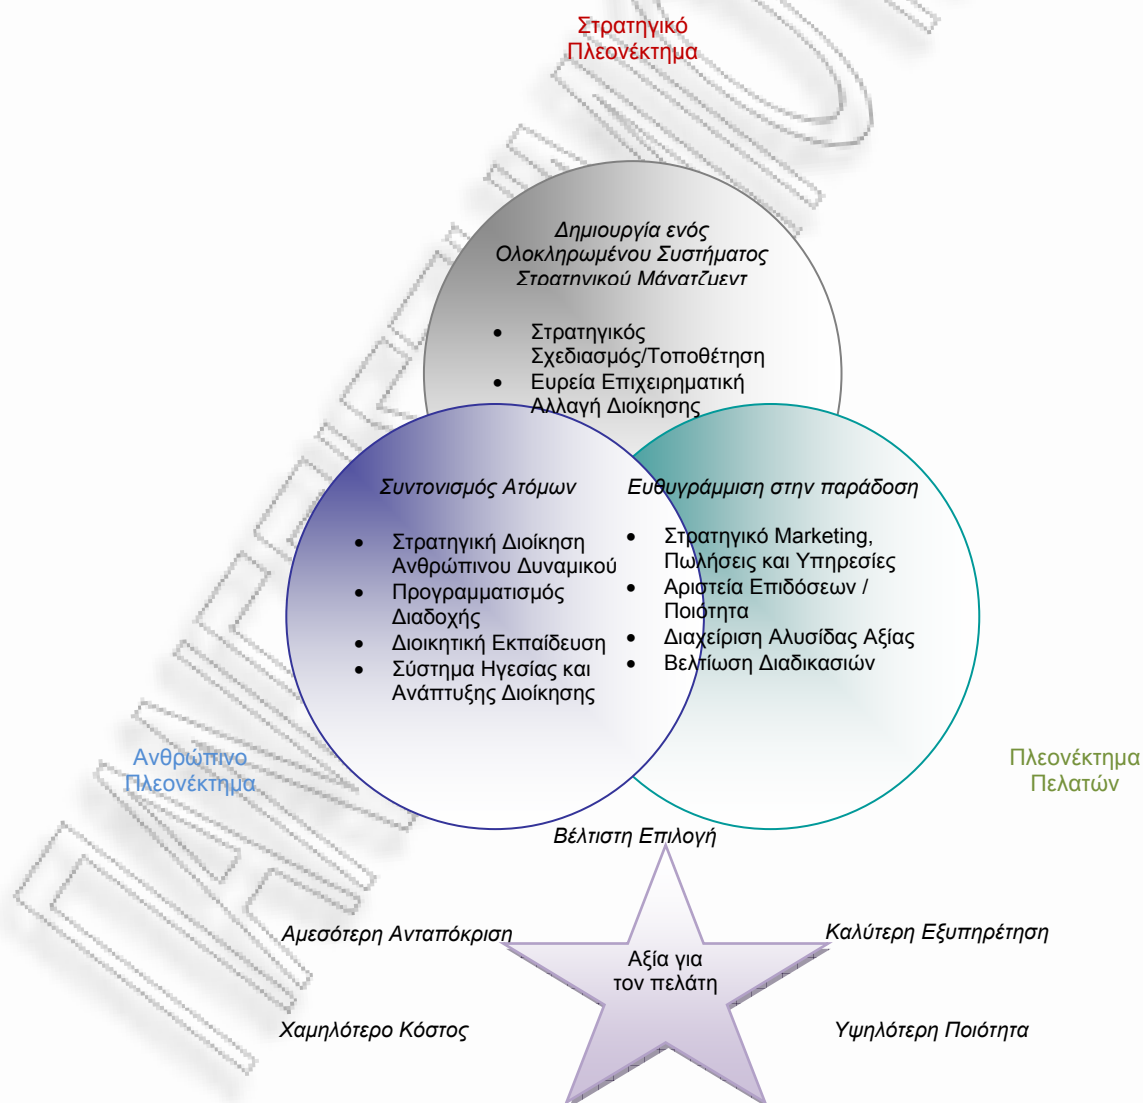 Στρατηγικό
Πλεονέκτημα
Δημιουργία ενός
Ολοκληρωμένου Συστήματος
Στρατηγικού Μάνατζμεντ
• Στρατηγικός
Σχεδιασμός/Τοποθέτηση
• Ευρεία Επιχειρηματική
Αλλαγή Διοίκησης
Συντονισμός Ατόμων
• Στρατηγική Διοίκηση
Ανθρώπινου Δυναμικού
• Προγραμματισμός
Διαδοχής
• Διοικητική Εκπαίδευση
• Σύστημα Ηγεσίας και
Ανάπτυξης Διοίκησης
Ευθυγράμμιση στην παράδοση
• Στρατηγικό Marketing,
Πωλήσεις και Υπηρεσίες
• Αριστεία Επιδόσεων /
Ποιότητα
• Διαχείριση Αλυσίδας Αξίας
• Βελτίωση Διαδικασιών
Ανθρώπινο
Πλεονέκτημα
Πλεονέκτημα
Πελατών
Βέλτιστη Επιλογή
Αμεσότερη Ανταπόκριση
Καλύτερη Εξυπηρέτηση
Αξία για
τον πελάτη
Χαμηλότερο Κόστος
Υψηλότερη Ποιότητα